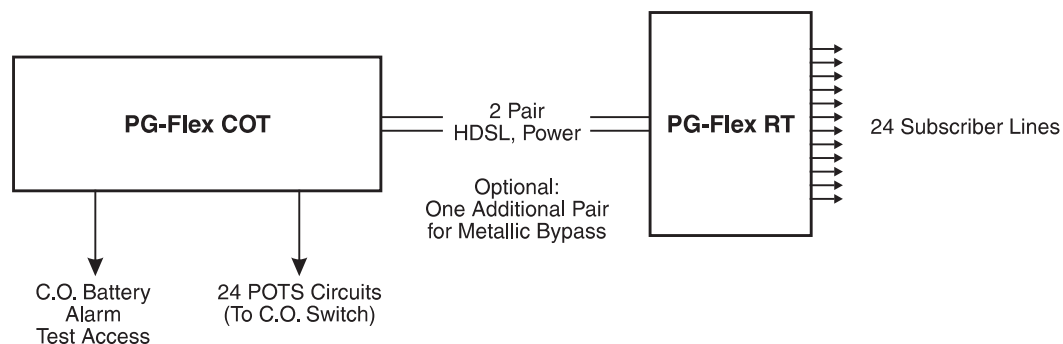 PG-Flex COT
2 Pair
HDSL, Power
PG-Flex RT
24 Subscriber Lines
Optional:
One Additional Pair
for Metallic Bypass
C.O. Battery
Alarm
Test Access
24 POTS Circuits
(To C.O. Switch)